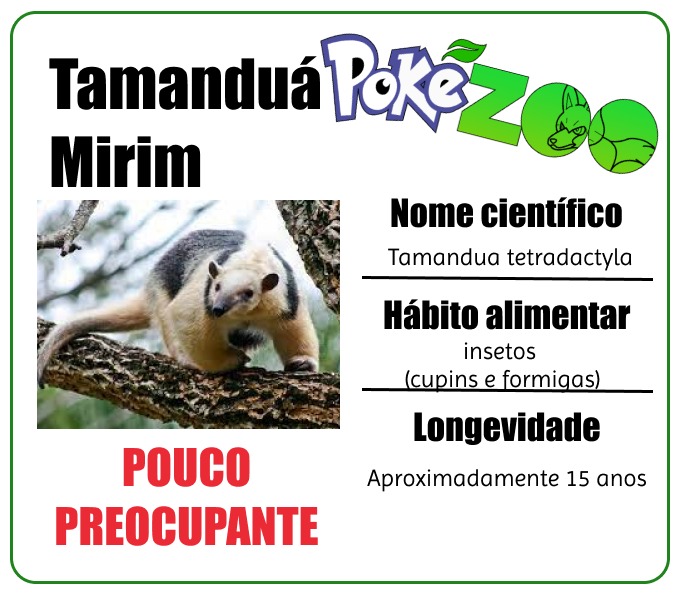 Tamanduá
Mirim
PokéZOO
Nome científico
Tamandua tetradactyla
Hábito alimentar
insetos
(cupins e formigas)
Longevidade
Aproximadamente 15 anos
POUCO
PREOCUPANTE